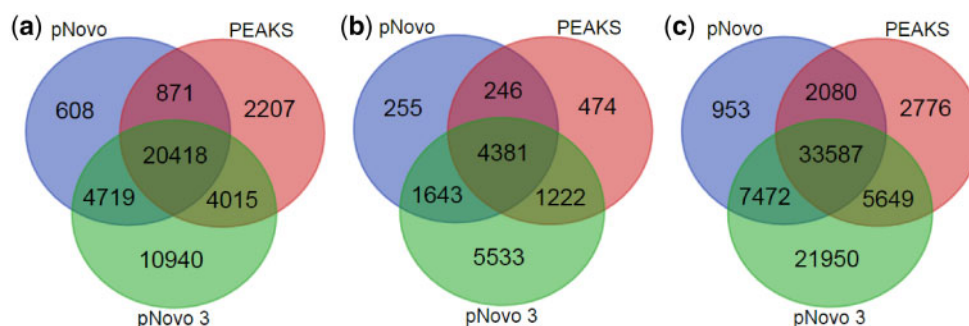 (a) pNovo PEAKS
608 871 2207
20418
4719 4015
10940
pNovo 3
(b) pNovo PEAKS
255 246 474
4381
1643 1222
5533
pNovo 3
(c) pNovo PEAKS
953 2080 2776
33587
7472 5649
21950
pNovo 3